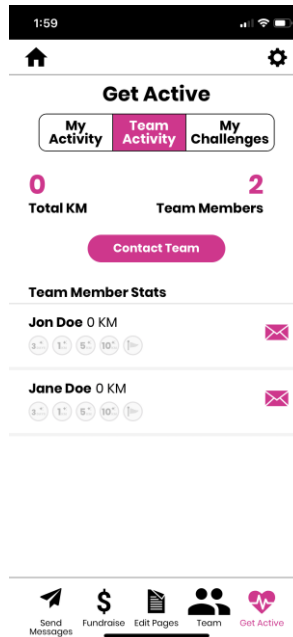 1:59
Get Active
My Activity
Team Activity
My Challenges
0
2
Total KM
Team Members
Contact Team
Team Member Stats
Jon Doe 0 KM
Jane Doe 0 KM
Send Messages
Fundraise
Edit Pages
Team
Get Active